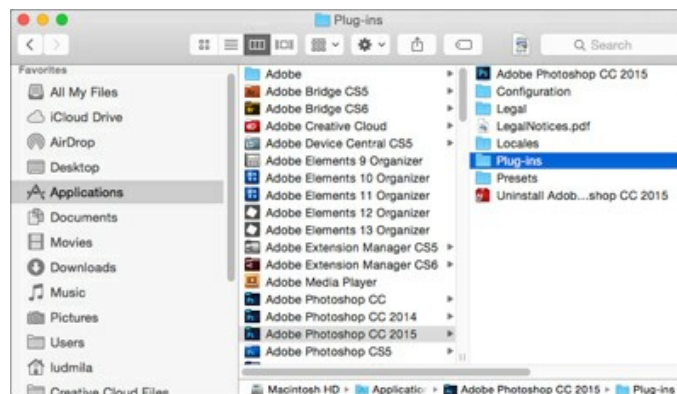 Plug-ins
Search
Favorites
All My Files
iCloud Drive
AirDrop
Desktop
Applications
Documents
Movies
Downloads
Music
Pictures
Users
ludmila
Creative Cloud Files
Adobe
Adobe Bridge CS5
Adobe Bridge CS6
Adobe Creative Cloud
Adobe Device Central CS5
Adobe Elements 9 Organizer
Adobe Elements 10 Organizer
Adobe Elements 11 Organizer
Adobe Elements 12 Organizer
Adobe Elements 13 Organizer
Adobe Extension Manager CS5
Adobe Extension Manager CS6
Adobe Media Player
Adobe Photoshop CC
Adobe Photoshop CC 2014
Adobe Photoshop CC 2015
Adobe Photoshop CS5
Adobe Photoshop CC 2015
Configuration
Legal
LegalNotices.pdf
Locales
Plug-ins
Presets
Uninstall Adob...shop CC 2015
Macintosh HD Applicatio Adobe Photoshop CC 2015 Plug-ins